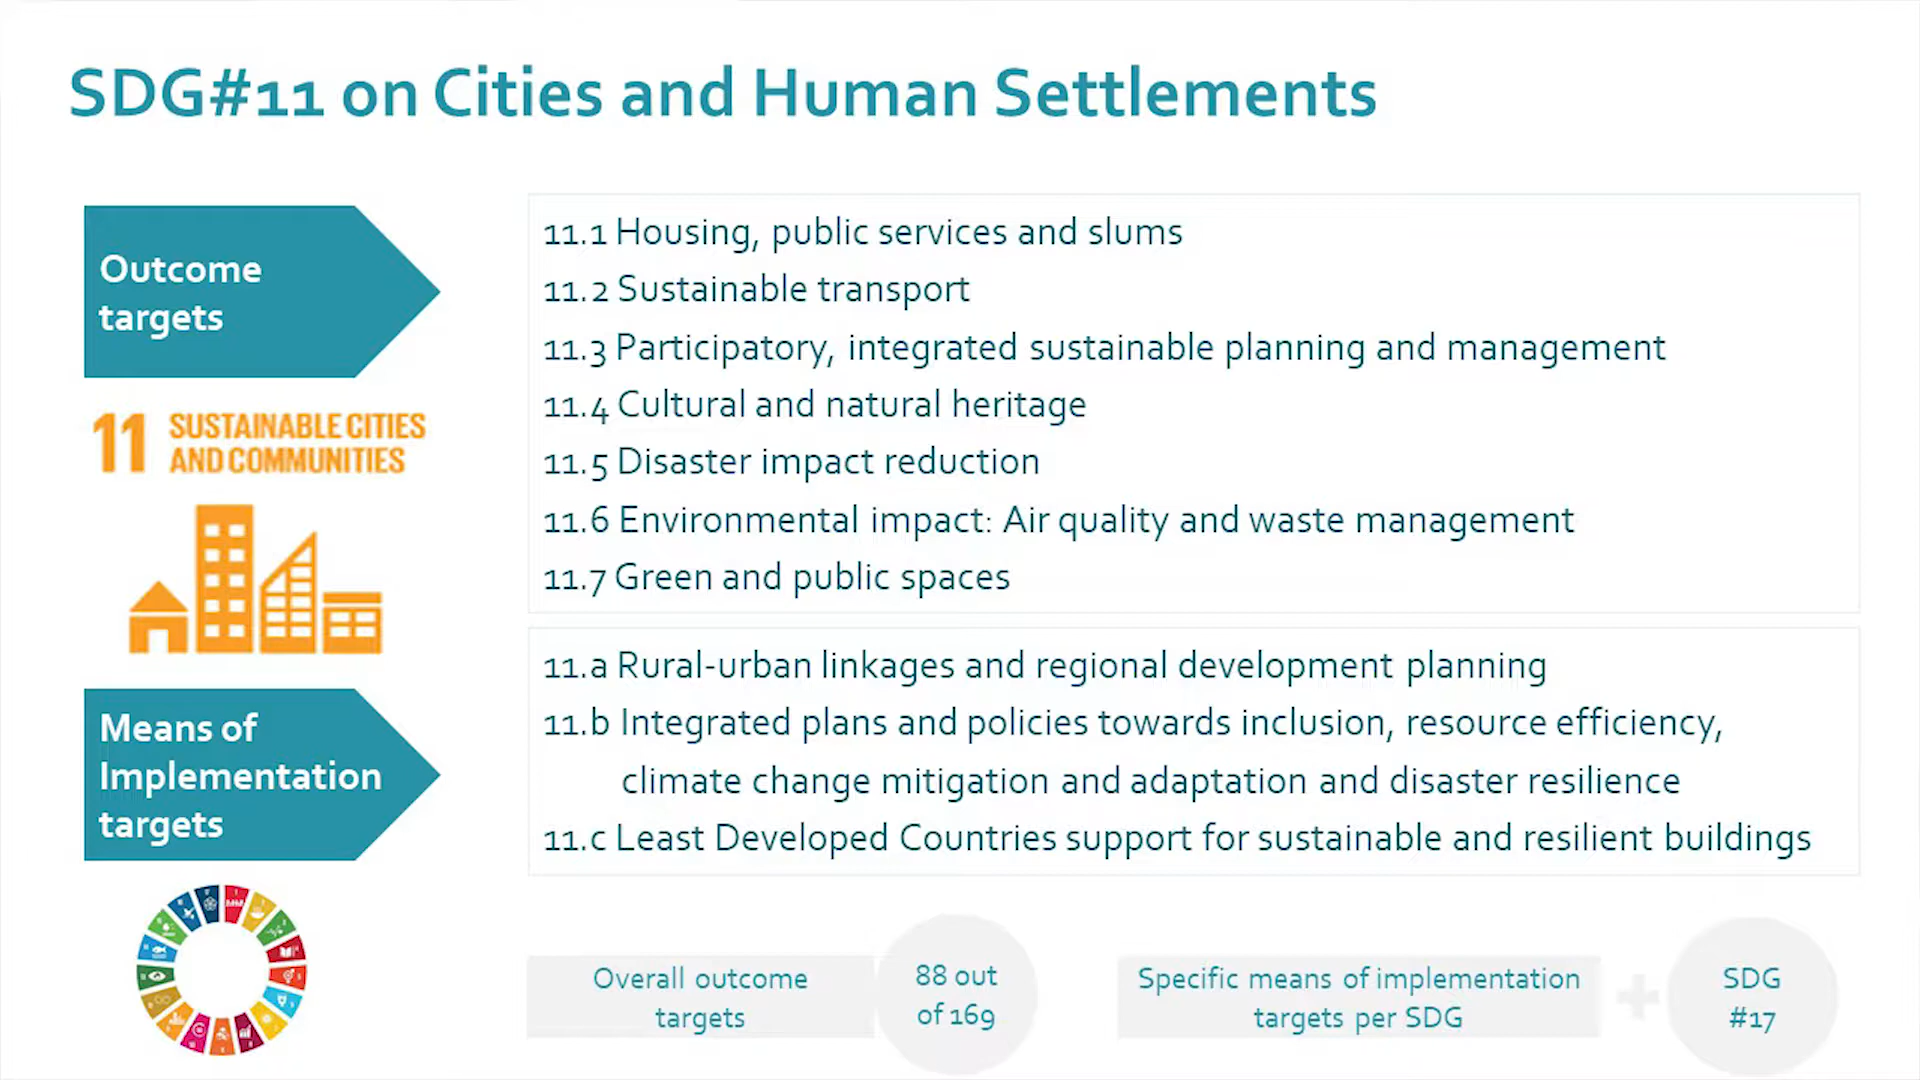 SDG#11 on Cities and Human Settlements
Outcome
targets
11.1 Housing, public services and slums
11.2 Sustainable transport
11.3 Participatory, integrated sustainable planning and management
11.4 Cultural and natural heritage
11.5 Disaster impact reduction
11.6 Environmental impact: Air quality and waste management
11.7 Green and public spaces
11 SUSTAINABLE CITIES
AND COMMUNITIES
Means of
Implementation
targets
11.a Rural-urban linkages and regional development planning
11.b Integrated plans and policies towards inclusion, resource efficiency,
climate change mitigation and adaptation and disaster resilience
11.c Least Developed Countries support for sustainable and resilient buildings
Overall outcome
targets
88 out
of 169
Specific means of implementation
targets per SDG
+
SDG
#17